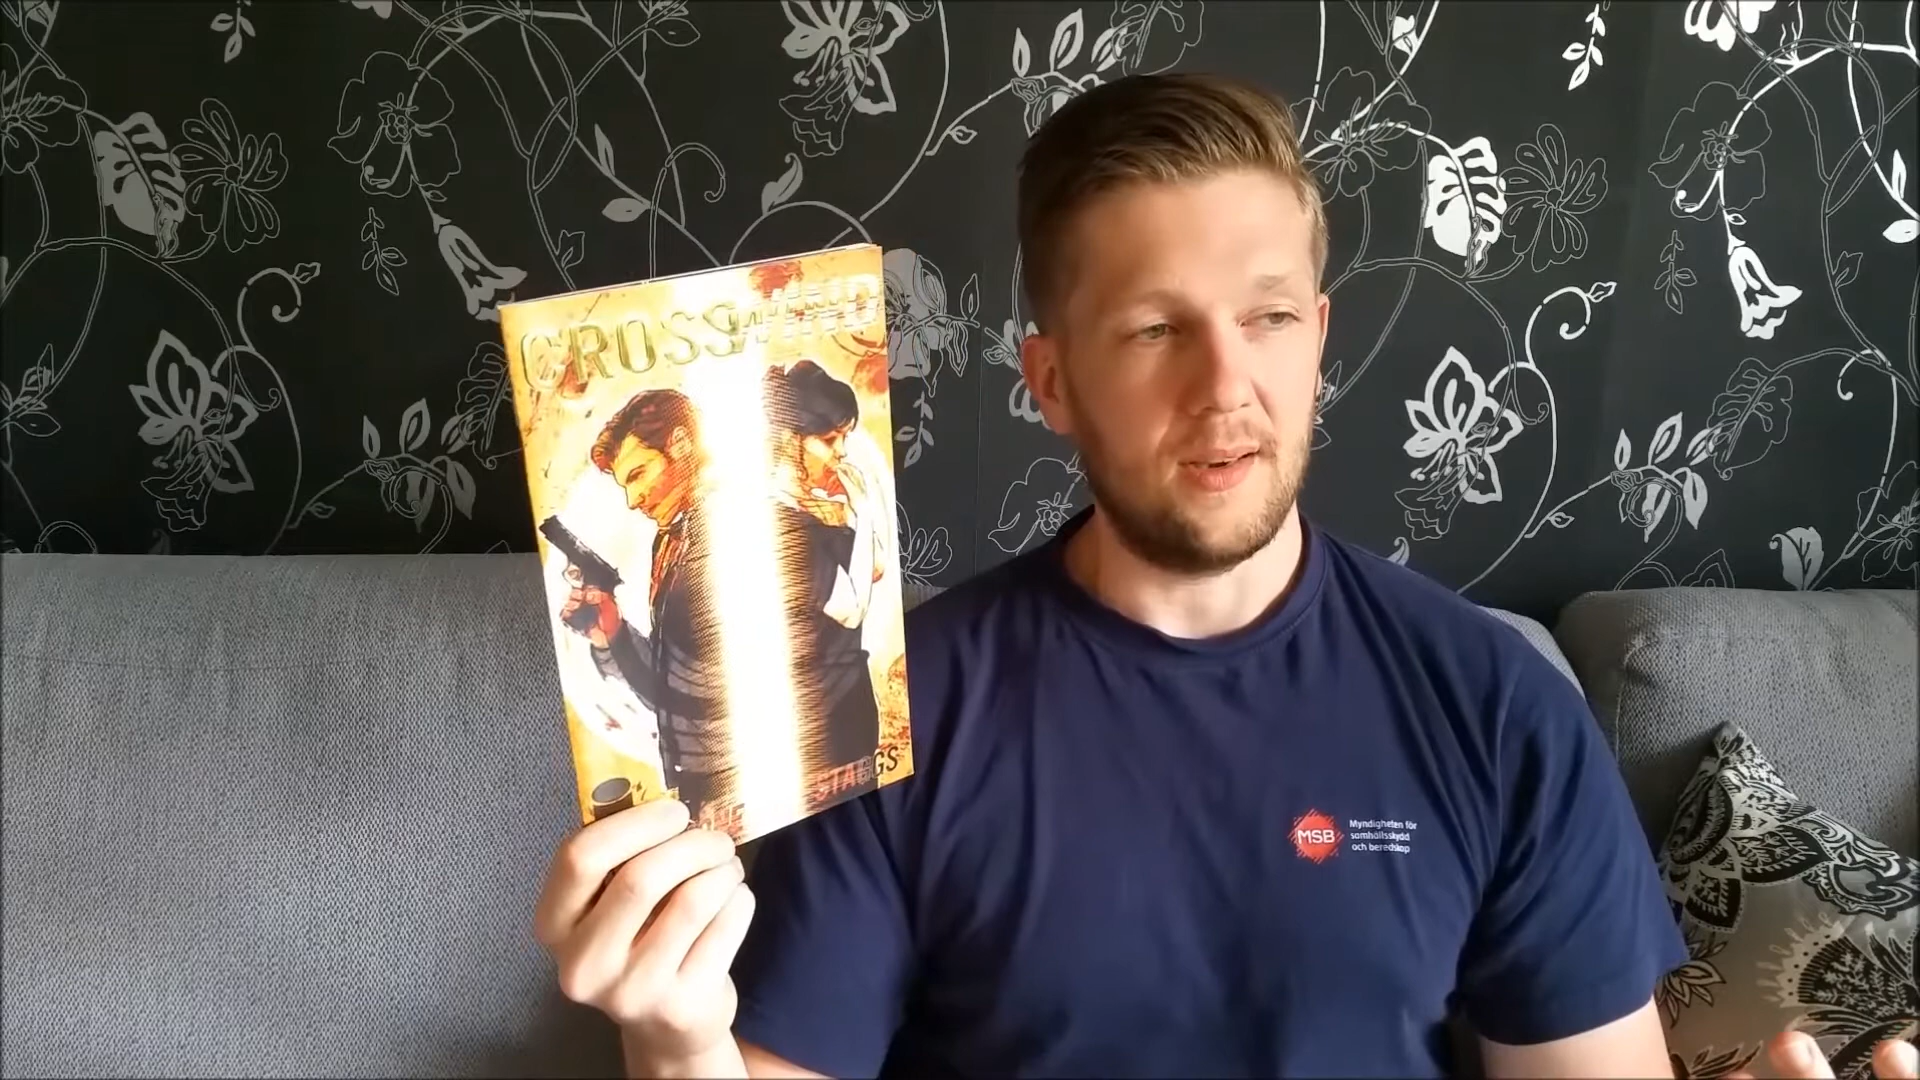 CROSSWIND
STAGGS
MSB
Myndigheten för
samhällsskydd
och beredskap